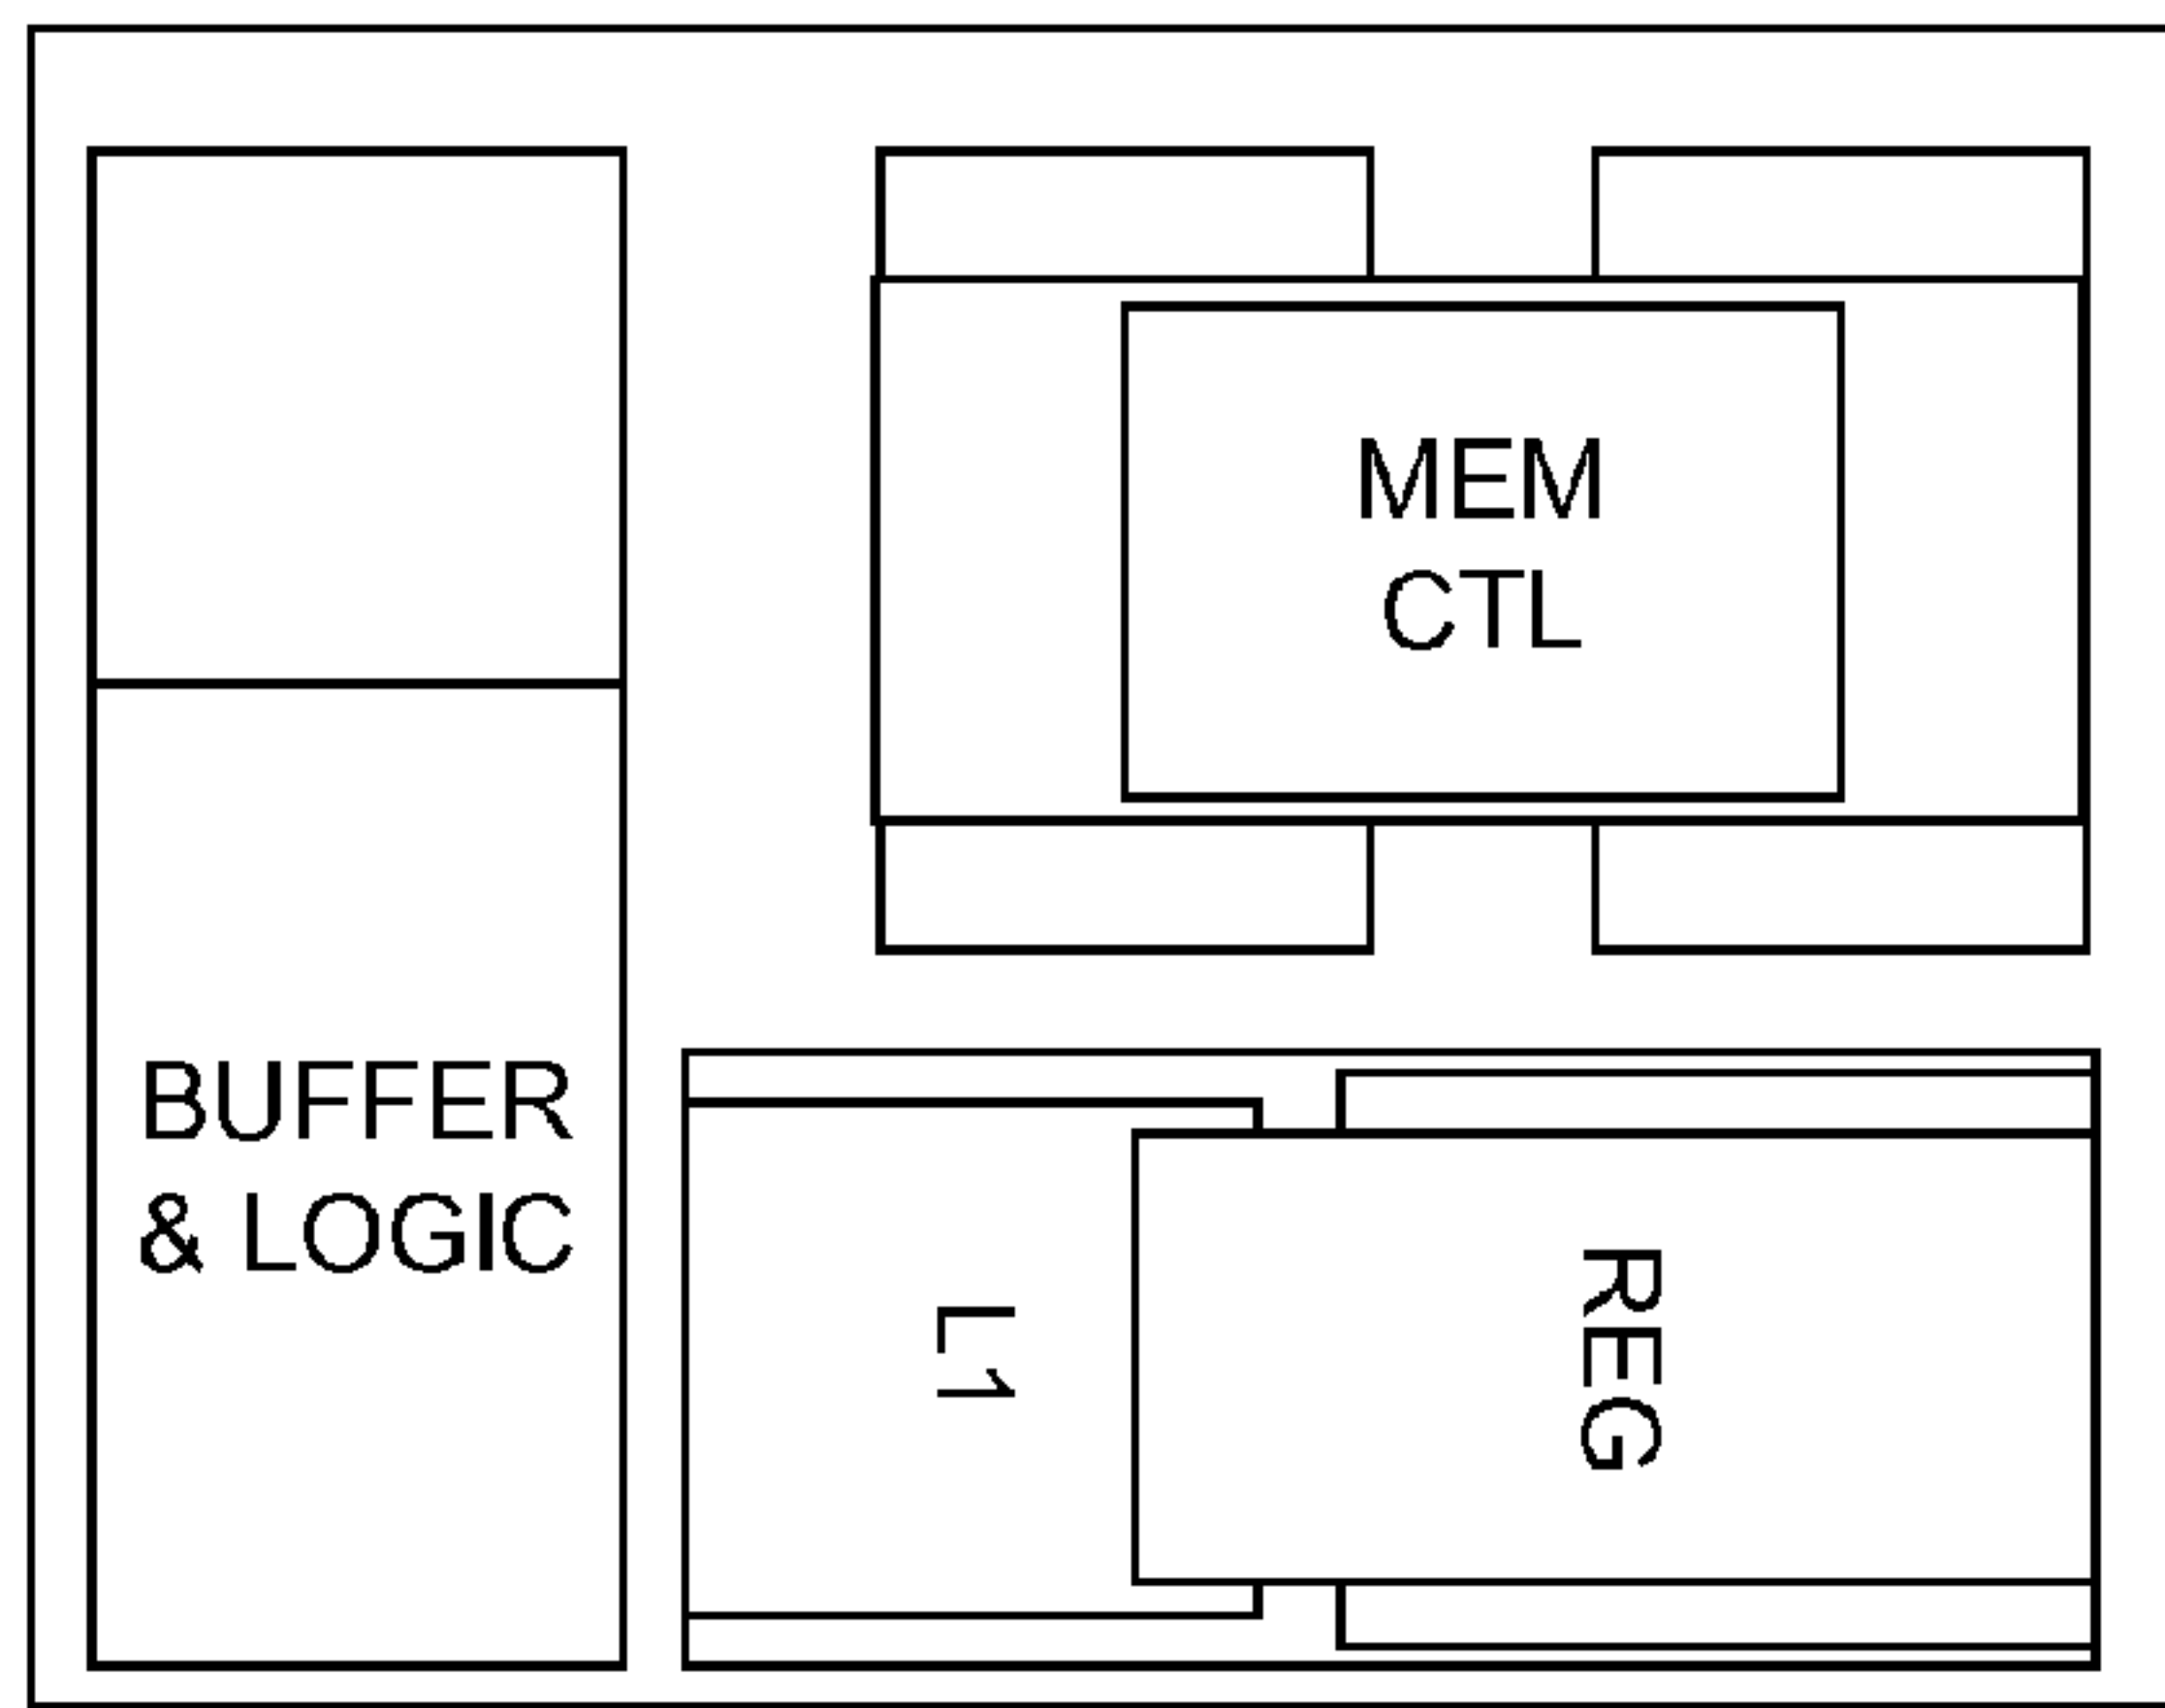 MEM
CTL
BUFFER
& LOGIC
L1
REG